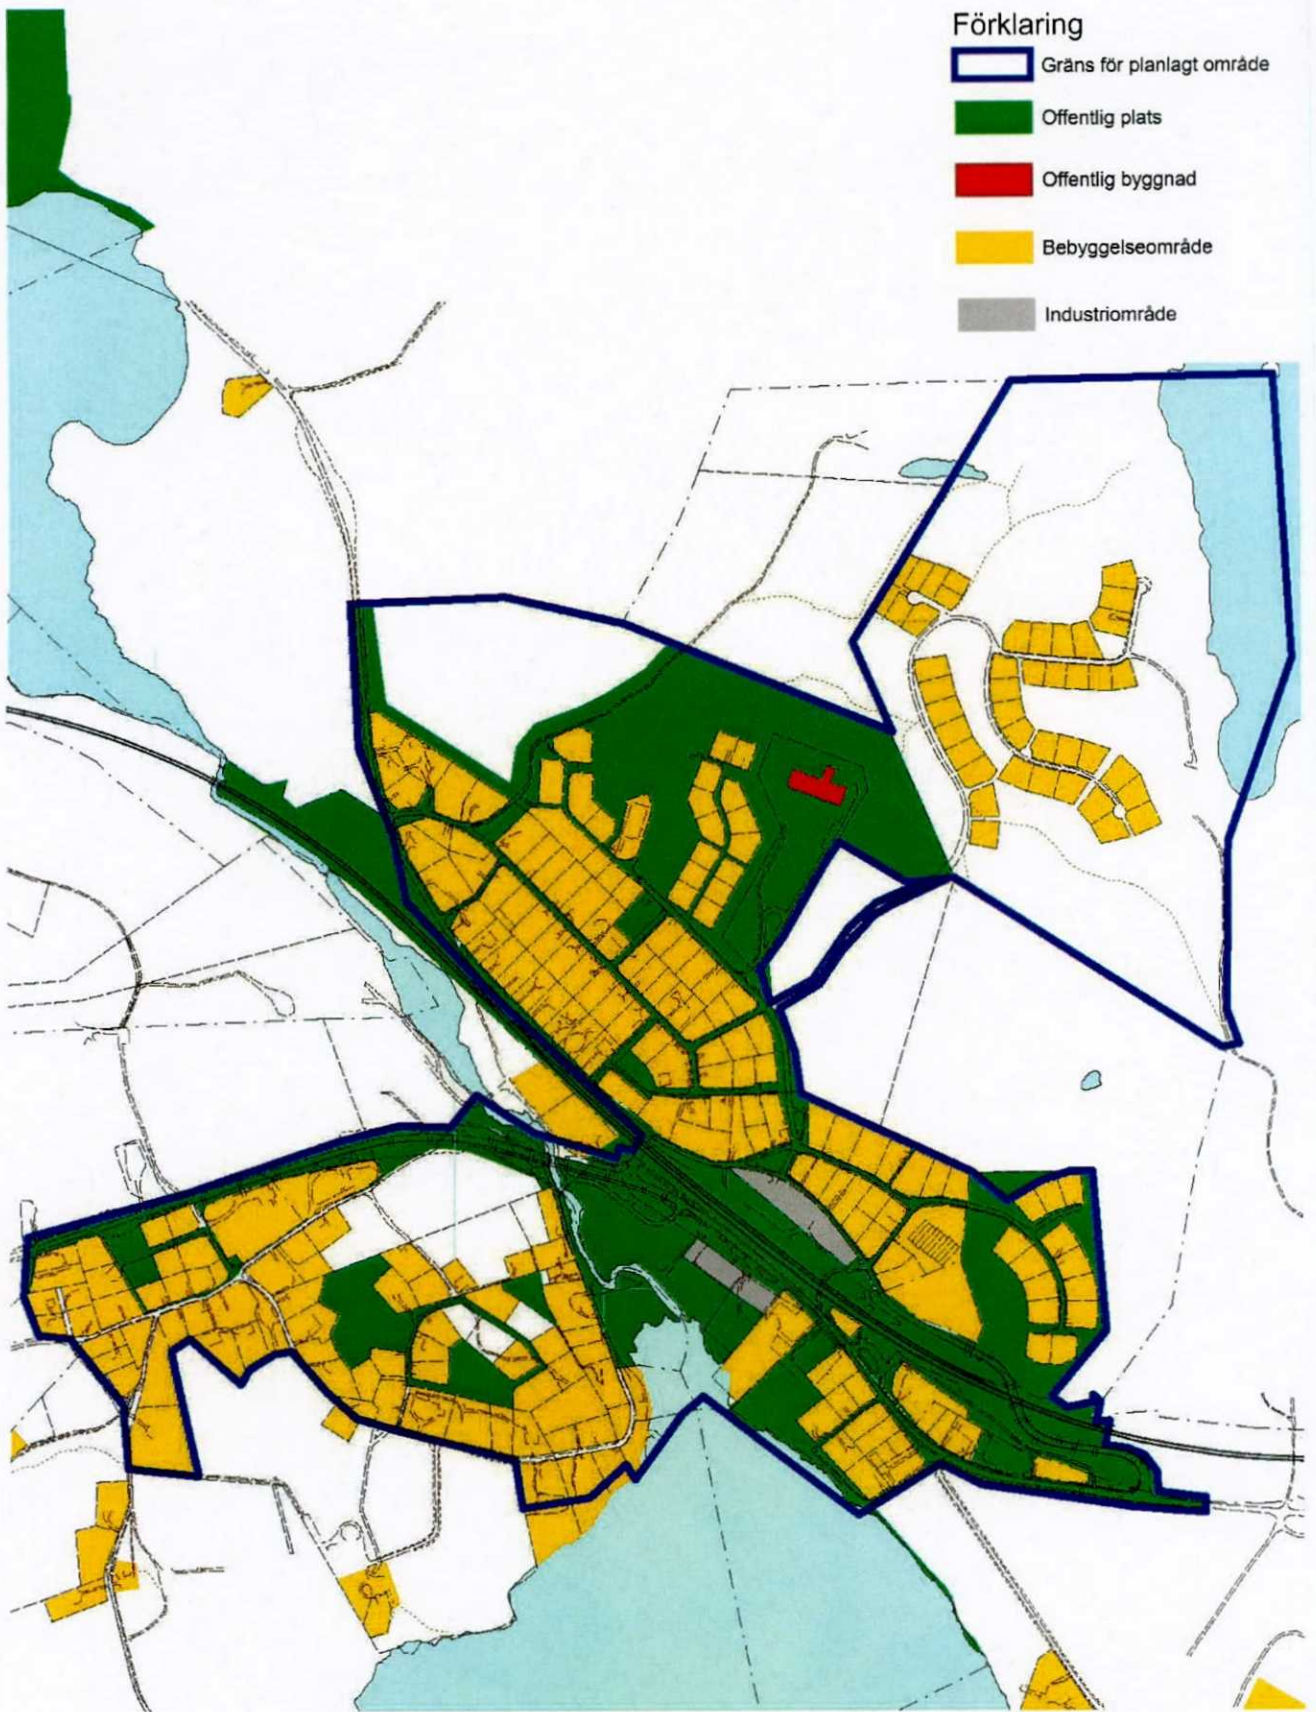 Förklaring
Gräns för planlagt område
Offentlig plats
Offentlig byggnad
Bebyggelseområde
Industriområde